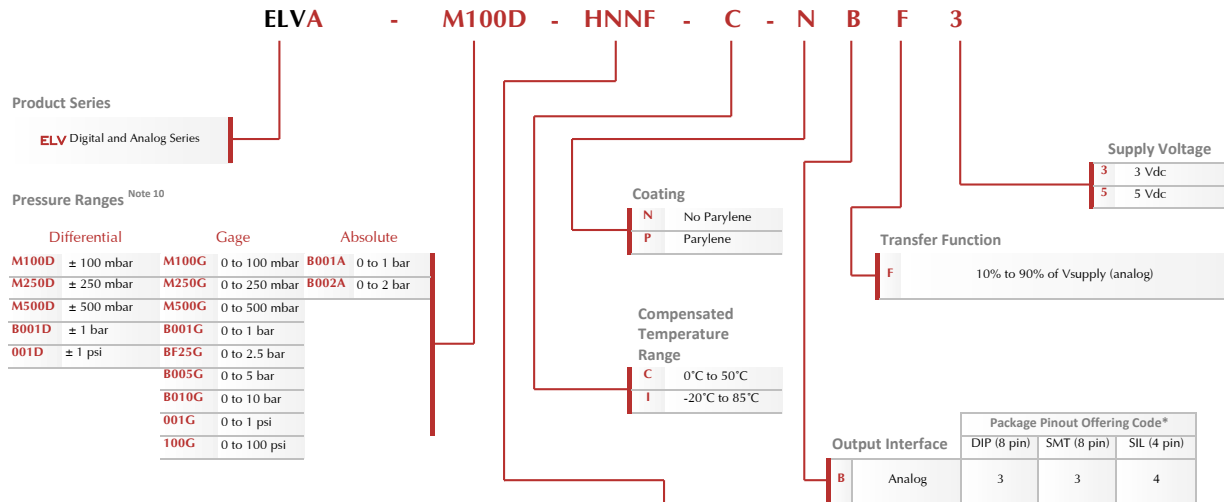 ELVA - M100D - HNNF - C - N B F 3
Product Series
ELV Digital and Analog Series
Pressure Ranges Note 10
Differential Gage Absolute
M100D ± 100 mbar M100G 0 to 100 mbar B001A 0 to 1 bar
M250D ± 250 mbar M250G 0 to 250 mbar B002A 0 to 2 bar
M500D ± 500 mbar M500G 0 to 500 mbar
B001D ± 1 bar B001G 0 to 1 bar
001D ± 1 psi BF25G 0 to 2.5 bar
B005G 0 to 5 bar
B010G 0 to 10 bar
001G 0 to 1 psi
100G 0 to 100 psi
Coating
N No Parylene
P Parylene
Compensated
Temperature
Range
C 0˚C to 50˚C
I -20˚C to 85˚C
Supply Voltage
3 3 Vdc
5 5 Vdc
Transfer Function
F 10% to 90% of Vsupply (analog)
Package Pinout Offering Code*
Output Interface DIP (8 pin) SMT (8 pin) SIL (4 pin)
B Analog 3 3 4